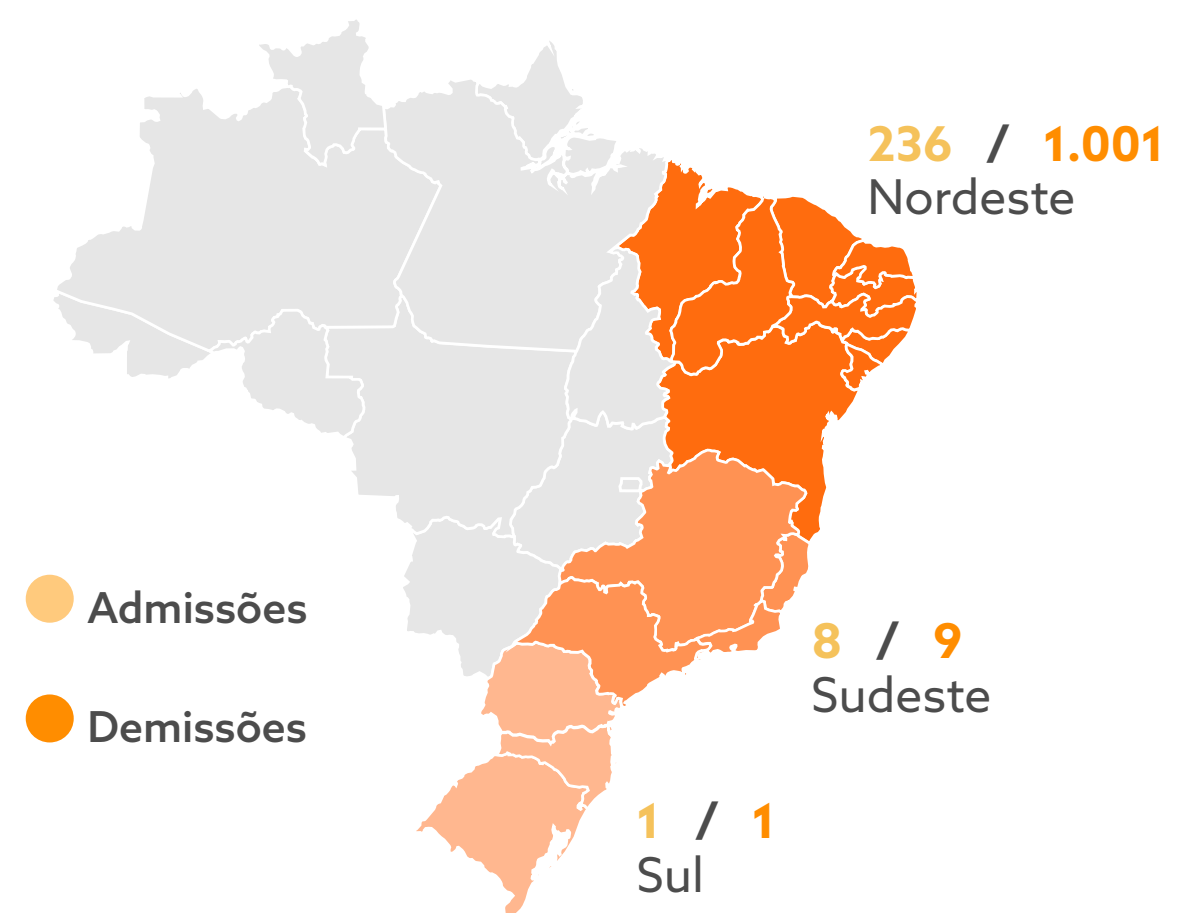 236 / 1.001
Nordeste
Admissões
8 / 9
Sudeste
Demissões
1 / 1
Sul